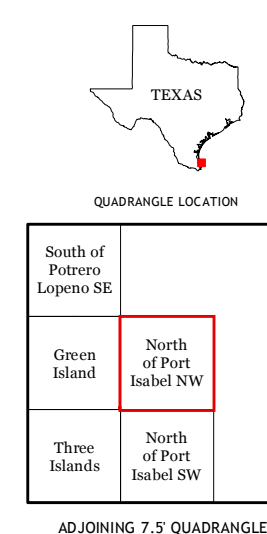 TEXAS
QUADRANGLE LOCATION
South of
Potrero
Lopeno SE
Green
Island
North
of Port
Isabel NW
Three
Islands
North
of Port
Isabel SW
ADJOINING 7.5' QUADRANGLE